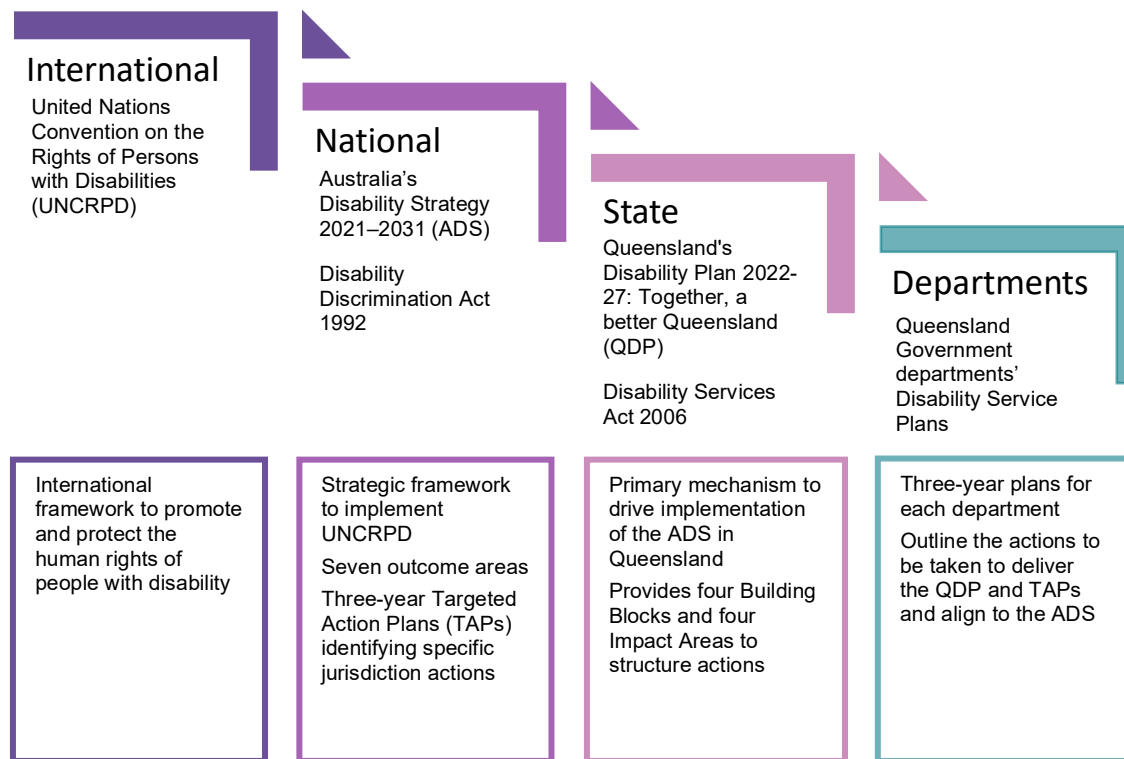 International
United Nations
Convention on the
Rights of Persons
with Disabilities
(UNCRPD)
National
Australia’s
Disability Strategy
2021–2031 (ADS)
Disability
Discrimination Act
1992
State
Queensland's
Disability Plan 2022-
27: Together, a
better Queensland
(QDP)
Disability Services
Act 2006
Departments
Queensland
Government
departments’
Disability Service
Plans
International
framework to promote
and protect the
human rights of
people with disability
Strategic framework
to implement
UNCRPD
Seven outcome areas
Three-year Targeted
Action Plans (TAPs)
identifying specific
jurisdiction actions
Primary mechanism to
drive implementation
of the ADS in
Queensland
Provides four Building
Blocks and four
Impact Areas to
structure actions
Three-year plans for
each department
Outline the actions to
be taken to deliver
the QDP and TAPs
and align to the ADS